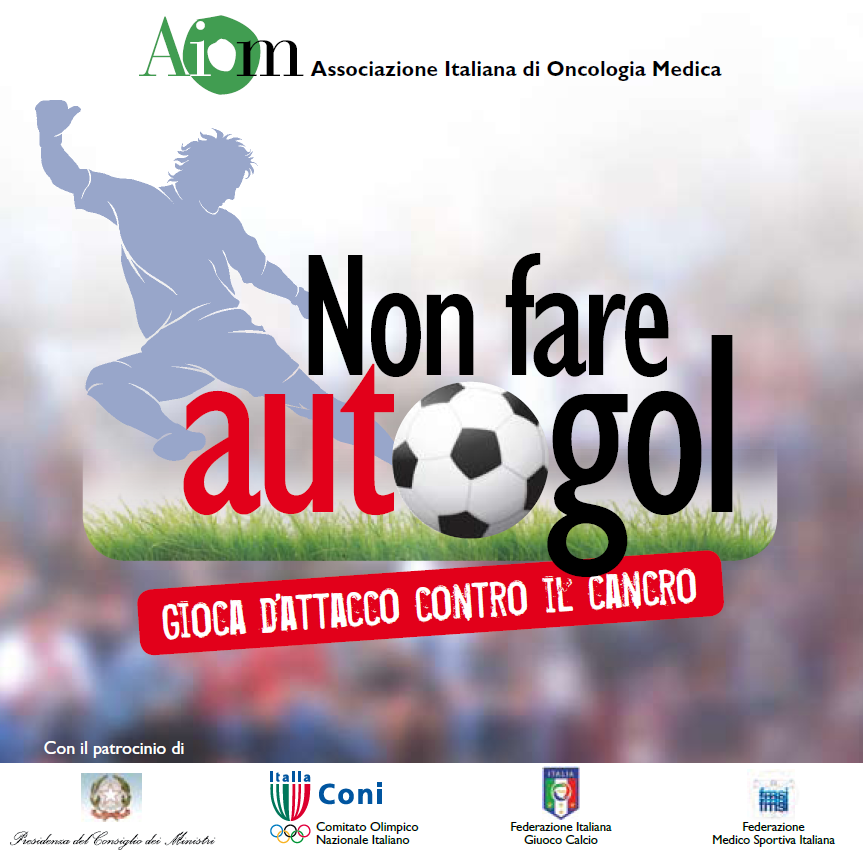 Aiom Associazione Italiana di Oncologia Medica
Non fare
autogol
GIOCA D'ATTACCO CONTRO IL CANCRO
Con il patrocinio di
Presidenza del Consiglio dei Ministri
Italia
Coni
Comitato Olimpico
Nazionale Italiano
ITALIA
Federazione Italiana
Giuoco Calcio
fmsi
fmsi
Federazione
Medico Sportiva Italiana